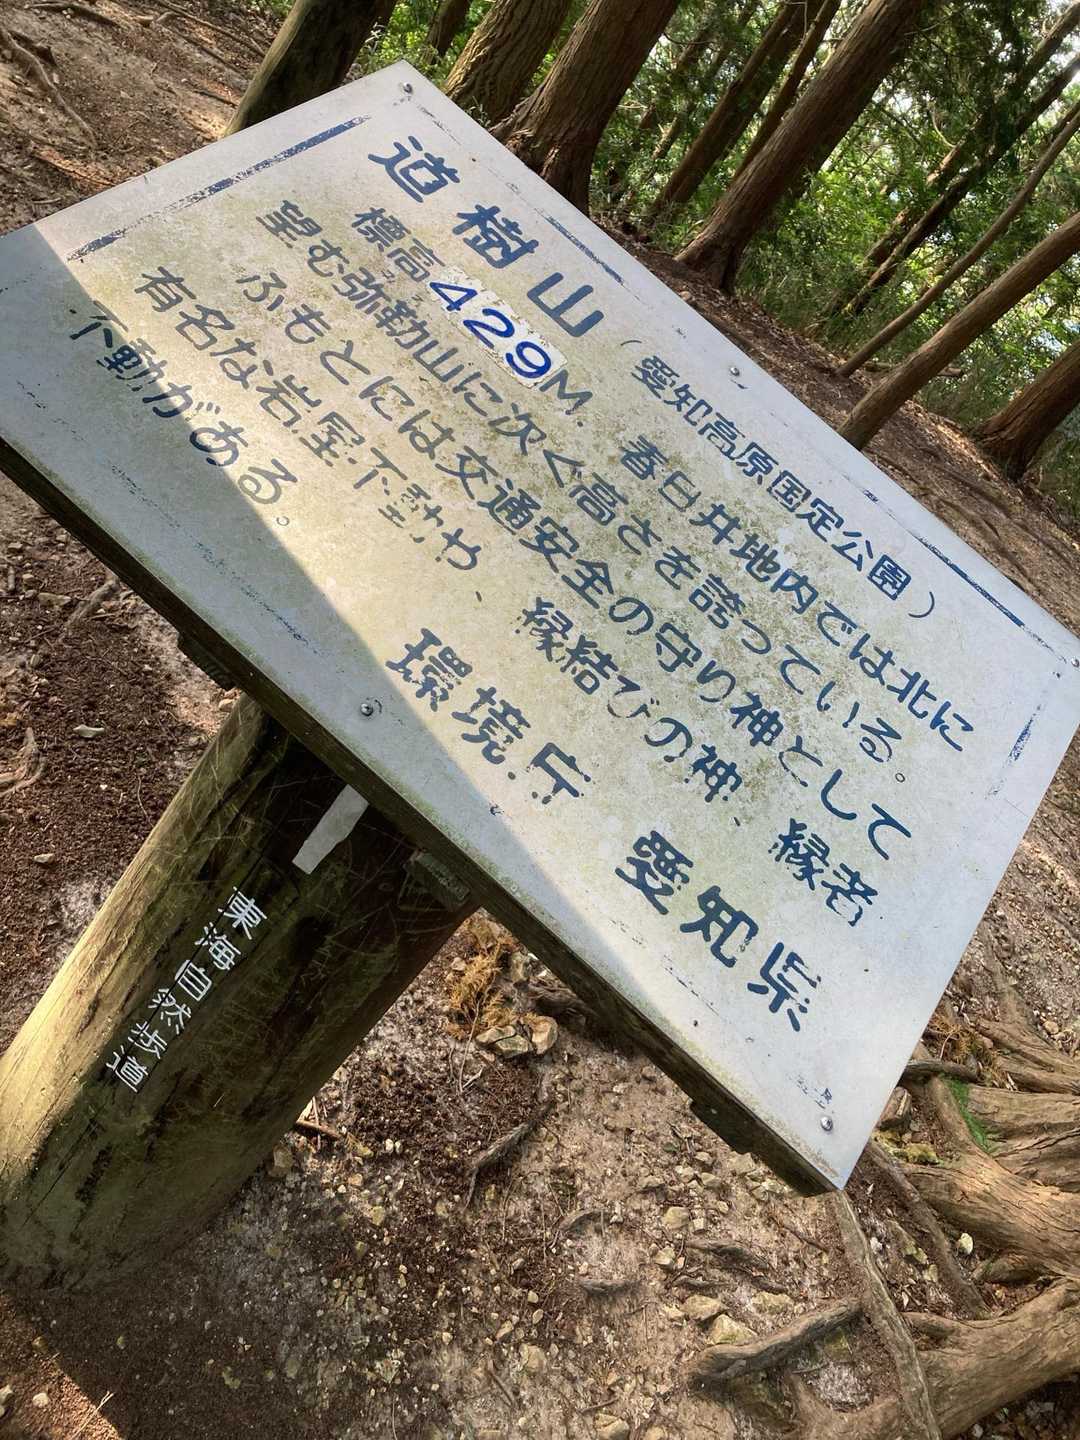 道樹山（愛知高原国定公園）
標高429M．春日井地内では北に
望む弥勒山に次ぐ高さを誇っている。
ふもとには交通安全の守り神として
有名な岩屋不動や、縁結びの神、縁者
不動がある。
環境庁 愛知県
東海自然歩道